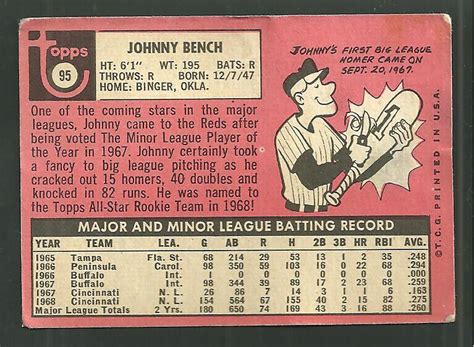 topps
95
JOHNNY BENCH
HT: 6'1" WT: 195 BATS: R
THROWS: R BORN: 12/7/47
HOME: BINGER, OKLA.
One of the coming stars in the major
leagues, Johnny came to the Reds after
being voted The Minor League Player of
the Year in 1967. Johnny certainly took
a fancy to big league pitching as he
cracked out 15 homers, 40 doubles and
knocked in 82 runs. He was named to
the Topps All-Star Rookie Team in 1968!
JOHNNY'S FIRST BIG LEAGUE
HOMER CAME ON
SEPT. 20, 1967.
© T.C.G. PRINTED IN U.S.A.
MAJOR AND MINOR LEAGUE BATTING RECORD
YEAR TEAM LEA. G AB R H 2B 3B HR RBI AVG.
1965 Tampa Fla. St. 68 214 29 53 16 0 2 35 .248
1966 Peninsula Carol. 98 350 59 103 16 0 22 68 .294
1966 Buffalo Int. 1 0 0 0 0 0 0 0 .000
1967 Buffalo Int. 98 344 39 89 18 0 23 68 .259
1967 Cincinnati N. L. 26 86 7 14 3 1 1 6 .163
1968 Cincinnati N. L. 154 564 67 155 40 2 15 82 .275
Major League Totals 2 Yrs. 180 650 74 169 43 3 16 88 .260